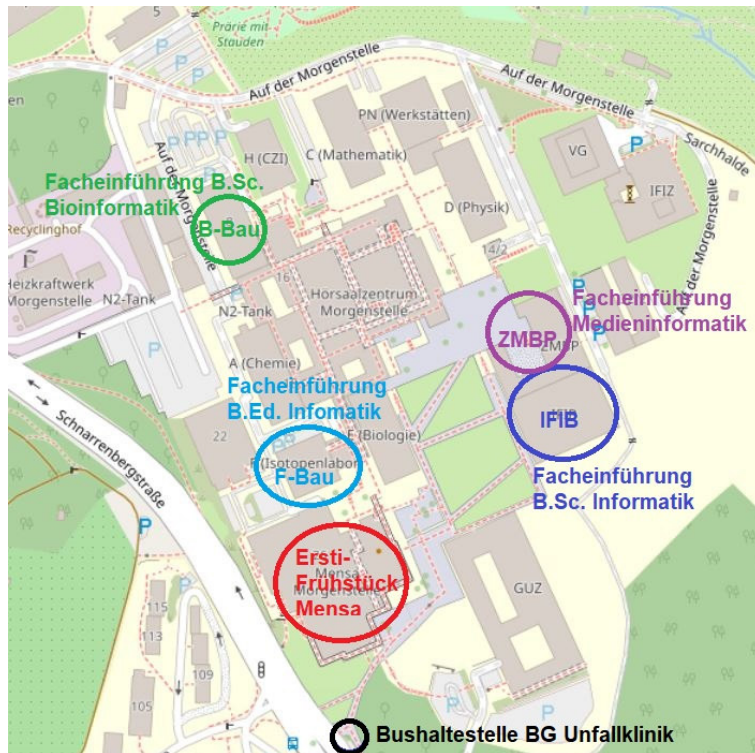 5
Prärie mit
Stauden
Auf der Morgenstelle
Auf der Morgenstelle
PN (Werkstätten)
C (Mathematik)
H (CZI)
VG
Sarchhalde
IFIZ
Facheinführung B.Sc.
Bioinformatik
Auf der Morgenstelle
B-Bau
D (Physik)
Auf der Morgenstelle
Recyclinghof
14/2
Heizkraftwerk
Morgenstelle
N2-Tank
16
Hörsaalzentrum
Morgenstelle
N2-Tank
Facheinführung
Medieninformatik
ZMBP
ZMBP
A (Chemie)
Facheinführung
B.Ed. Infomatik
Schnarrenbergstraße
22
E (Biologie)
IFIB
F (Isotopenlabor)
F-Bau
Facheinführung
B.Sc. Informatik
Ersti-
Frühstück
Mensa
Mensa
Morgenstelle
GUZ
115
113
109
105
Bushaltestelle BG Unfallklinik